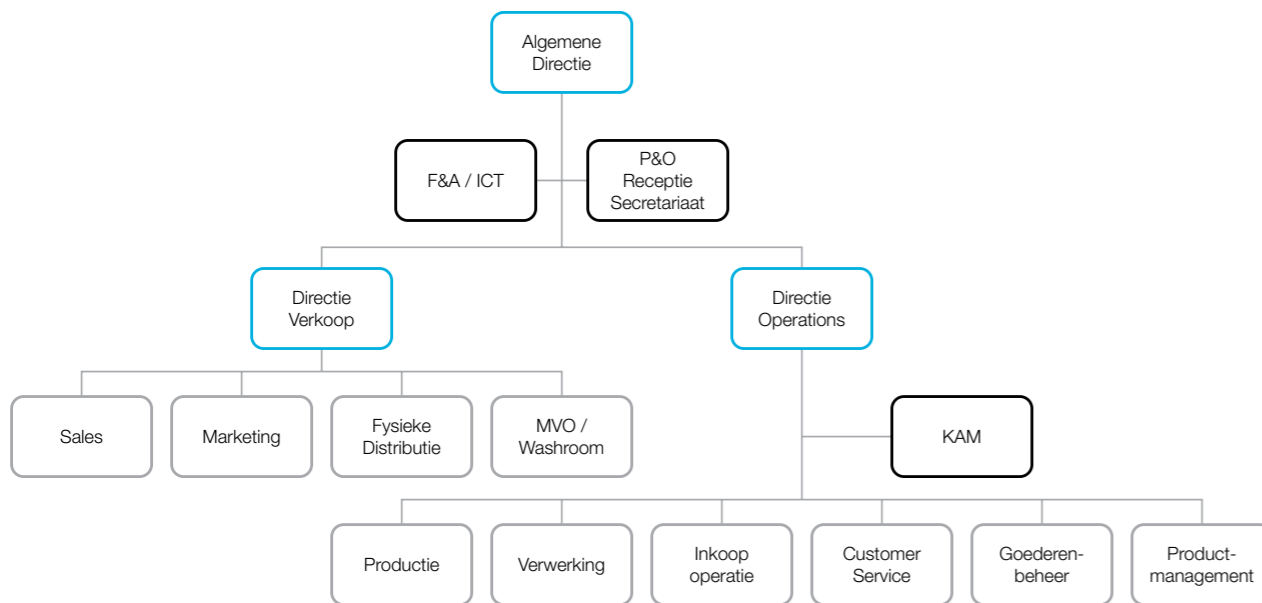 Algemene
Directie
F&A / ICT
P&O
Receptie
Secretariaat
Directie
Verkoop
Directie
Operations
Sales
Marketing
Fysieke
Distributie
MVO /
Washroom
KAM
Productie
Verwerking
Inkoop
operatie
Customer
Service
Goederen-
beheer
Product-
management